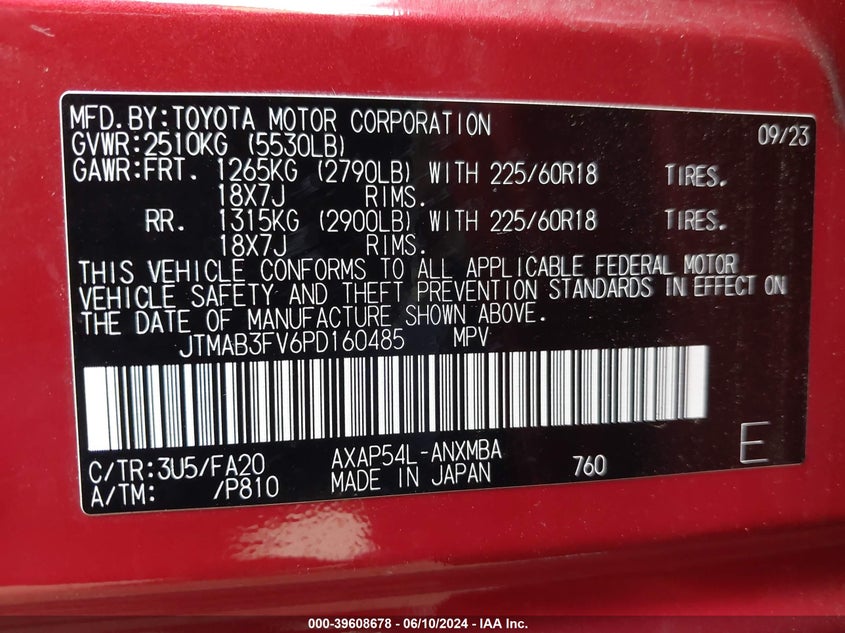 MFD.BY:TOYOTA MOTOR CORPORATION 09/23
GVWR:2510KG (5530LB)
GAWR:FRT. 1265KG (2790LB) WITH 225/60R18 TIRES.
18X7J RIMS.
RR. 1315KG (2900LB) WITH 225/60R18 TIRES.
18X7J RIMS.
THIS VEHICLE CONFORMS TO ALL APPLICABLE FEDERAL MOTOR
VEHICLE SAFETY AND THEFT PREVENTION STANDARDS IN EFFECT ON
THE DATE OF MANUFACTURE SHOWN ABOVE.
JTMAB3FV6PD160485 MPV
C/TR:3U5/FA20 AXAP54L-ANXMBA 760 E
A/TM: /P810 MADE IN JAPAN
000-39608678 / 06/10/2024 - IAA Inc.